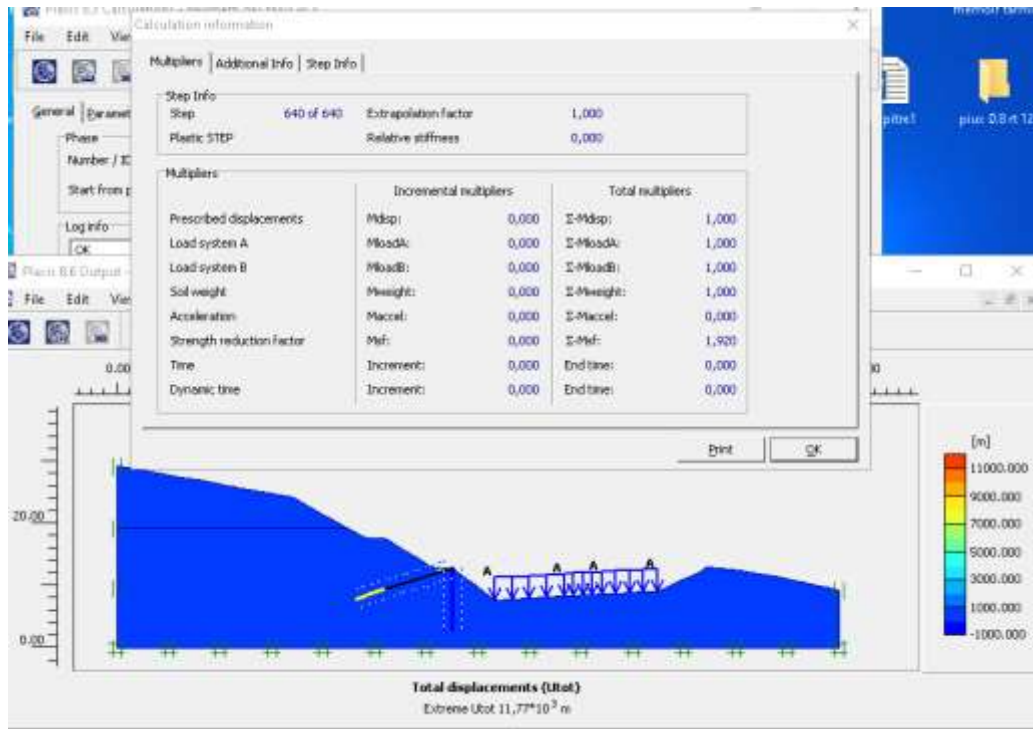 Calculation information
File Edit
Multipliers Additional Info Step Info
General
Phase
Number /
Start from
Log info
OK
Step Info
Step 640 of 640 Extrapolation factor 1,000
Plastic STEP Relative stiffness 0,000
Multipliers
Incremental multipliers Total multipliers
Prescribed displacements Mdisp: 0,000 Σ-Mdisp: 1,000
Load system A MloadA: 0,000 Σ-MloadA: 1,000
Load system B MloadB: 0,000 Σ-MloadB: 1,000
Soil weight Mweight: 0,000 Σ-Mweight: 1,000
Acceleration Maccel: 0,000 Σ-Maccel: 0,000
Strength reduction factor Msf: 0,000 Σ-Msf: 1,920
Time Increment: 0,000 End time: 0,000
Dynamic time Increment: 0,000 End time: 0,000
Print OK
Plaxis 8.6 Output -
File Edit
0.00
20.00
0.00
A A A A
[m]
11000.000
9000.000
7000.000
5000.000
3000.000
1000.000
-1000.000
Total displacements (Utot)
Extreme Utot 11,77*10³ m